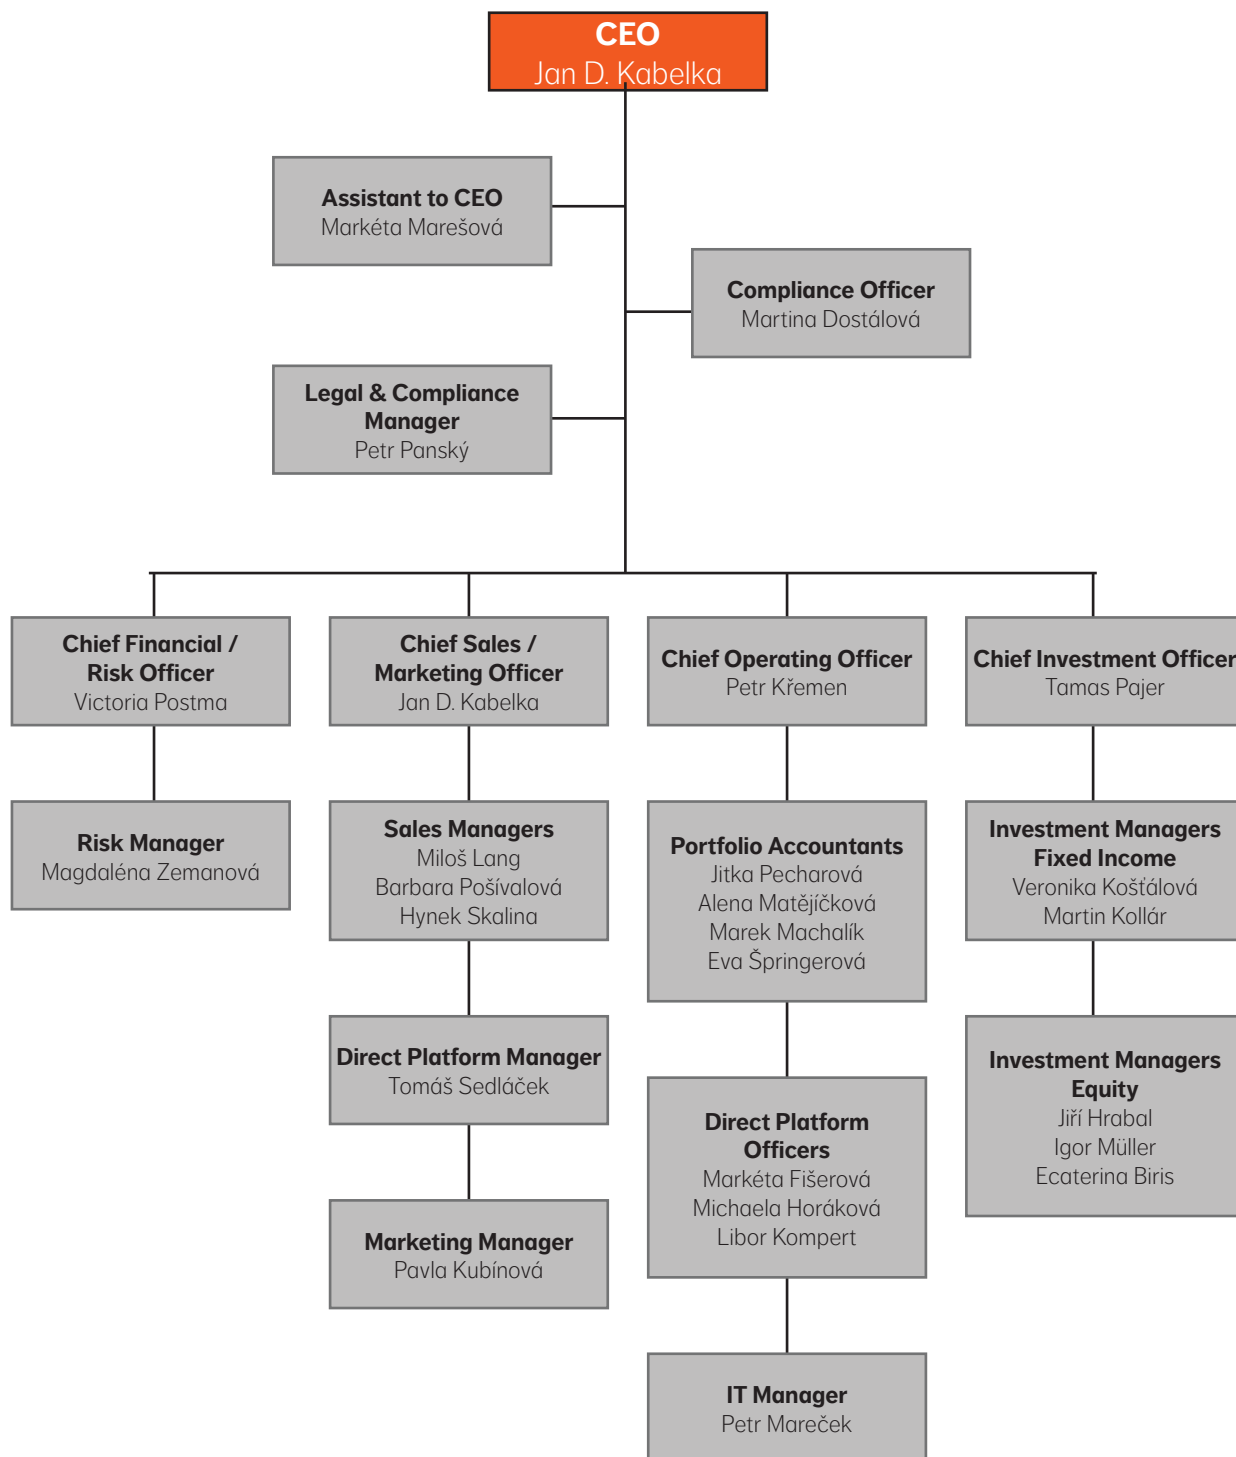 CEO
Jan D. Kabelka
Assistant to CEO
Markéta Marešová
Compliance Officer
Martina Dostálová
Legal & Compliance
Manager
Petr Panský
Chief Financial /
Risk Officer
Victoria Postma
Chief Sales /
Marketing Officer
Jan D. Kabelka
Chief Operating Officer
Petr Křemen
Chief Investment Officer
Tamas Pajer
Risk Manager
Magdaléna Zemanová
Sales Managers
Miloš Lang
Barbara Pošívalová
Hynek Skalina
Portfolio Accountants
Jitka Pecharová
Alena Matějíčková
Marek Machalík
Eva Špringerová
Investment Managers
Fixed Income
Veronika Košťálová
Martin Kollár
Direct Platform Manager
Tomáš Sedláček
Direct Platform
Officers
Markéta Fišerová
Michaela Horáková
Libor Kompert
Investment Managers
Equity
Jiří Hrabal
Igor Müller
Ecaterina Biris
Marketing Manager
Pavla Kubínová
IT Manager
Petr Mareček